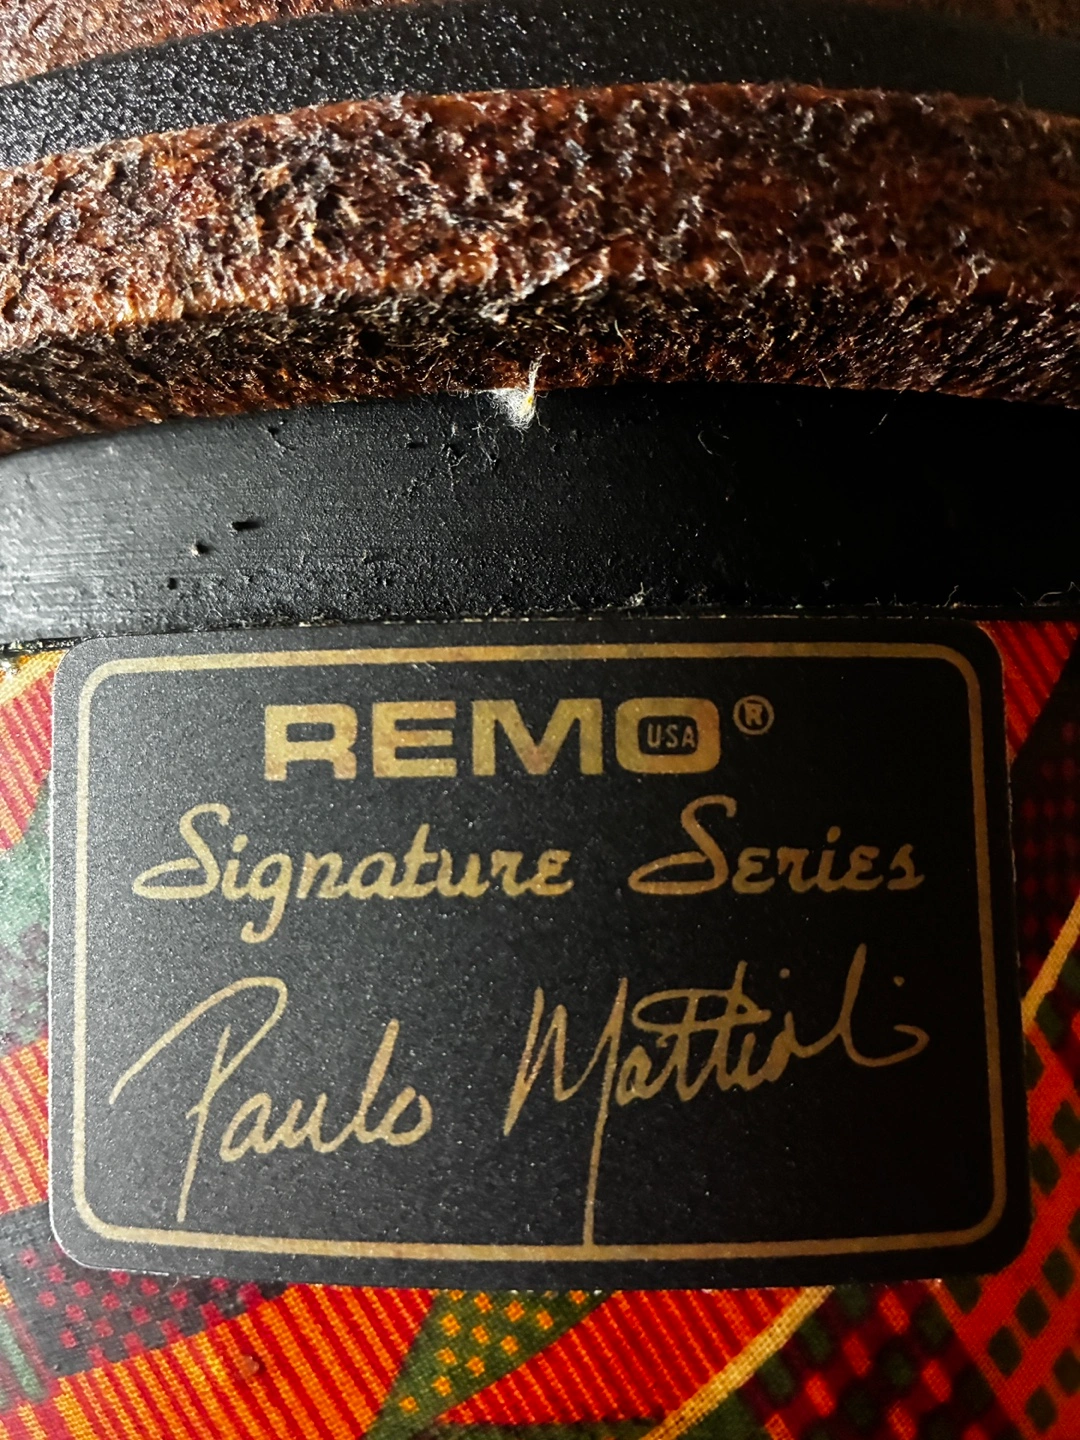 REMO®
USA
Signature Series
Paulo Mattioli